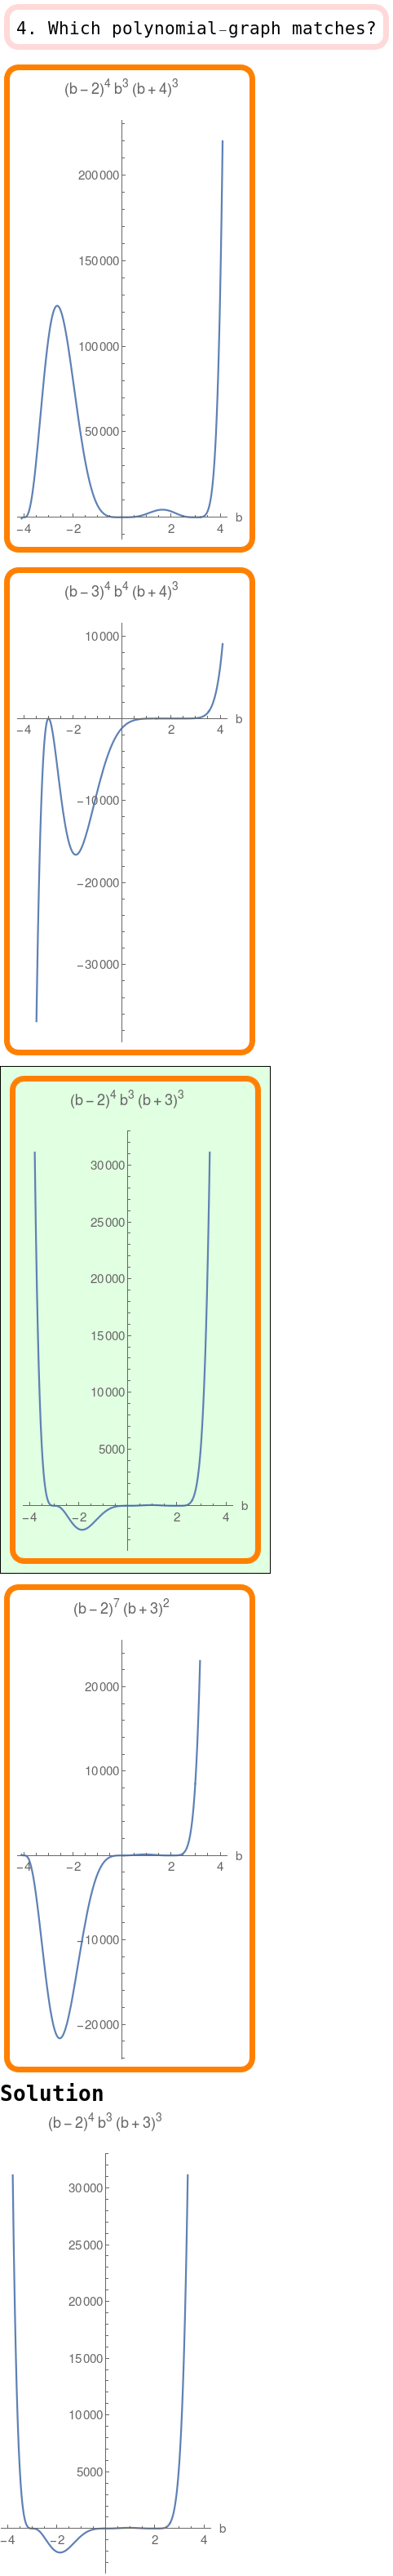 4. Which polynomial-graph matches?
(b – 2)⁴ b³ (b + 4)³
200 000
150 000
100 000
50 000
b
–4 –2 2 4
(b – 3)⁴ b⁴ (b + 4)³
10 000
b
–4 –2 2 4
–10 000
–20 000
–30 000
(b – 2)⁴ b³ (b + 3)³
30 000
25 000
20 000
15 000
10 000
5000
b
–4 –2 2 4
(b – 2)⁷ (b + 3)²
20 000
10 000
b
–4 –2 2 4
–10 000
–20 000
Solution
(b – 2)⁴ b³ (b + 3)³
30 000
25 000
20 000
15 000
10 000
5000
b
–4 –2 2 4